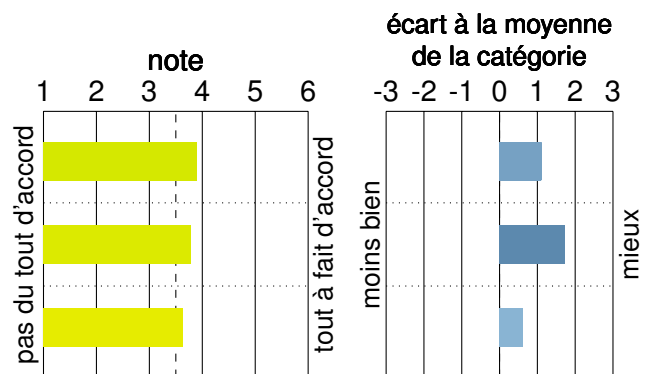 note
1 2 3 4 5 6
pas du tout d'accord
tout à fait d'accord
écart à la moyenne
de la catégorie
-3 -2 -1 0 1 2 3
moins bien
mieux